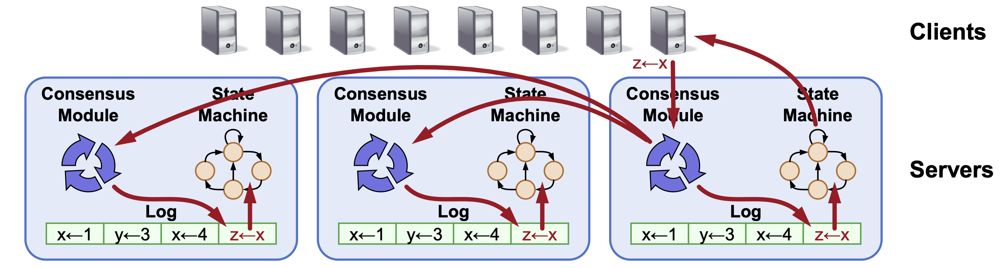 Clients
z←x
Consensus
Module
State
Machine
Consensus
Module
State
Machine
Consensus
Module
State
Machine
Servers
Log
x←1 y←3 x←4 z←x
Log
x←1 y←3 x←4 z←x
Log
x←1 y←3 x←4 z←x